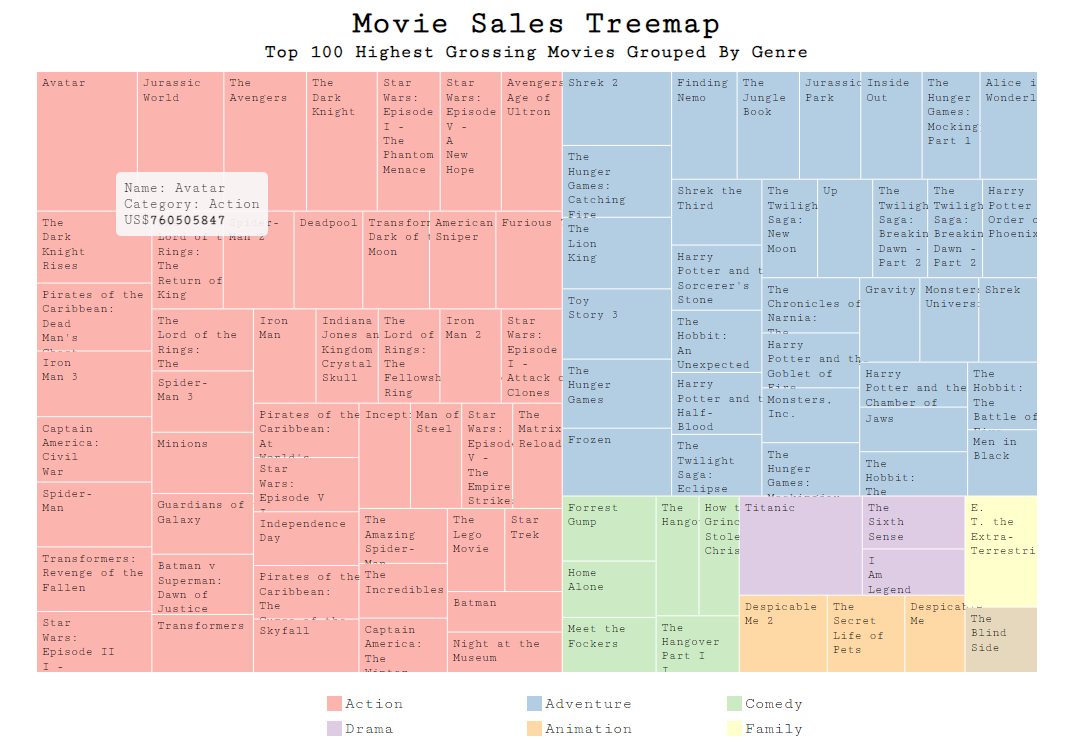 Movie Sales Treemap
Top 100 Highest Grossing Movies Grouped By Genre
Avatar
Jurassic
World
The
Avengers
The
Dark
Knight
Star
Wars:
Episode
I -
The
Phantom
Menace
Star
Wars:
Episode
V -
A
New
Hope
Avengers
Age of
Ultron
Name: Avatar
Category: Action
US$760505847
The
Dark
Knight
Rises
Lord of t
Rings:
The
Return of
King
Man 2
Deadpool
Transfor
Dark of
Moon
American
Sniper
Furious
Pirates of the
Caribbean:
Dead
Man's
Iron
Man 3
Captain
America:
Civil
War
Spider-
Man
Transformers:
Revenge of the
Fallen
Star
Wars:
Episode II
I -
The
Lord of the
Rings:
The
Spider-
Man 3
Minions
Guardians of
Galaxy
Batman v
Superman:
Dawn of
Justice
Transformers
Iron
Man
Indiana
Jones an
Kingdom
Crystal
Skull
The
Lord of
Rings:
The
Fellowsh
Ring
Iron
Man 2
Star
Wars:
Episode
I -
Attack
Clones
Pirates of the
Caribbean:
At
Star
Wars:
Episode V
Independence
Day
Pirates of the
Caribbean:
The
Skyfall
Incept
Man of
Steel
Star
Wars:
Episod
V -
The
Empire
Strike
The
Matrix
Reload
The
Amazing
Spider-
The
Incredibles
Captain
America:
The
The
Lego
Movie
Star
Trek
Batman
Night at the
Museum
Shrek 2
The
Hunger
Games:
Catching
Fire
The
Lion
King
Toy
Story 3
The
Hunger
Games
Frozen
Finding
Nemo
The
Jungle
Book
Jurassic
Park
Inside
Out
The
Hunger
Games:
Mocking
Part 1
Alice i
Wonderl
Shrek the
Third
Harry
Potter and t
Sorcerer's
Stone
The
Hobbit:
An
Unexpected
Harry
Potter and t
Half-
Blood
The
Twilight
Saga:
Eclipse
The
Twiligh
Saga:
New
Moon
Up
The
Twiligh
Saga:
Breakin
Dawn -
Part 2
The
Twiligh
Saga:
Breakin
Dawn -
Part 2
Harry
Potter
Order o
Phoenix
The
Chronicles of
Narnia:
The
Harry
Potter and th
Goblet of
Fire
Monsters,
Inc.
The
Hunger
Games:
Gravity
Monsters
Univers
Shrek
Harry
Potter and the
Chamber of
Jaws
The
Hobbit:
The
The
Hobbit:
The
Battle of
Men in
Black
Forrest
Gump
Home
Alone
Meet the
Fockers
The
Hango
How t
Grinc
Stole
Chris
The
Hangover
Part I
I
Titanic
The
Sixth
Sense
I
Am
Legend
Despicable
Me 2
The
Secret
Life of
Pets
Despicab
Me
E.
T. the
Extra-
Terrestri
The
Blind
Side
Action
Adventure
Comedy
Drama
Animation
Family